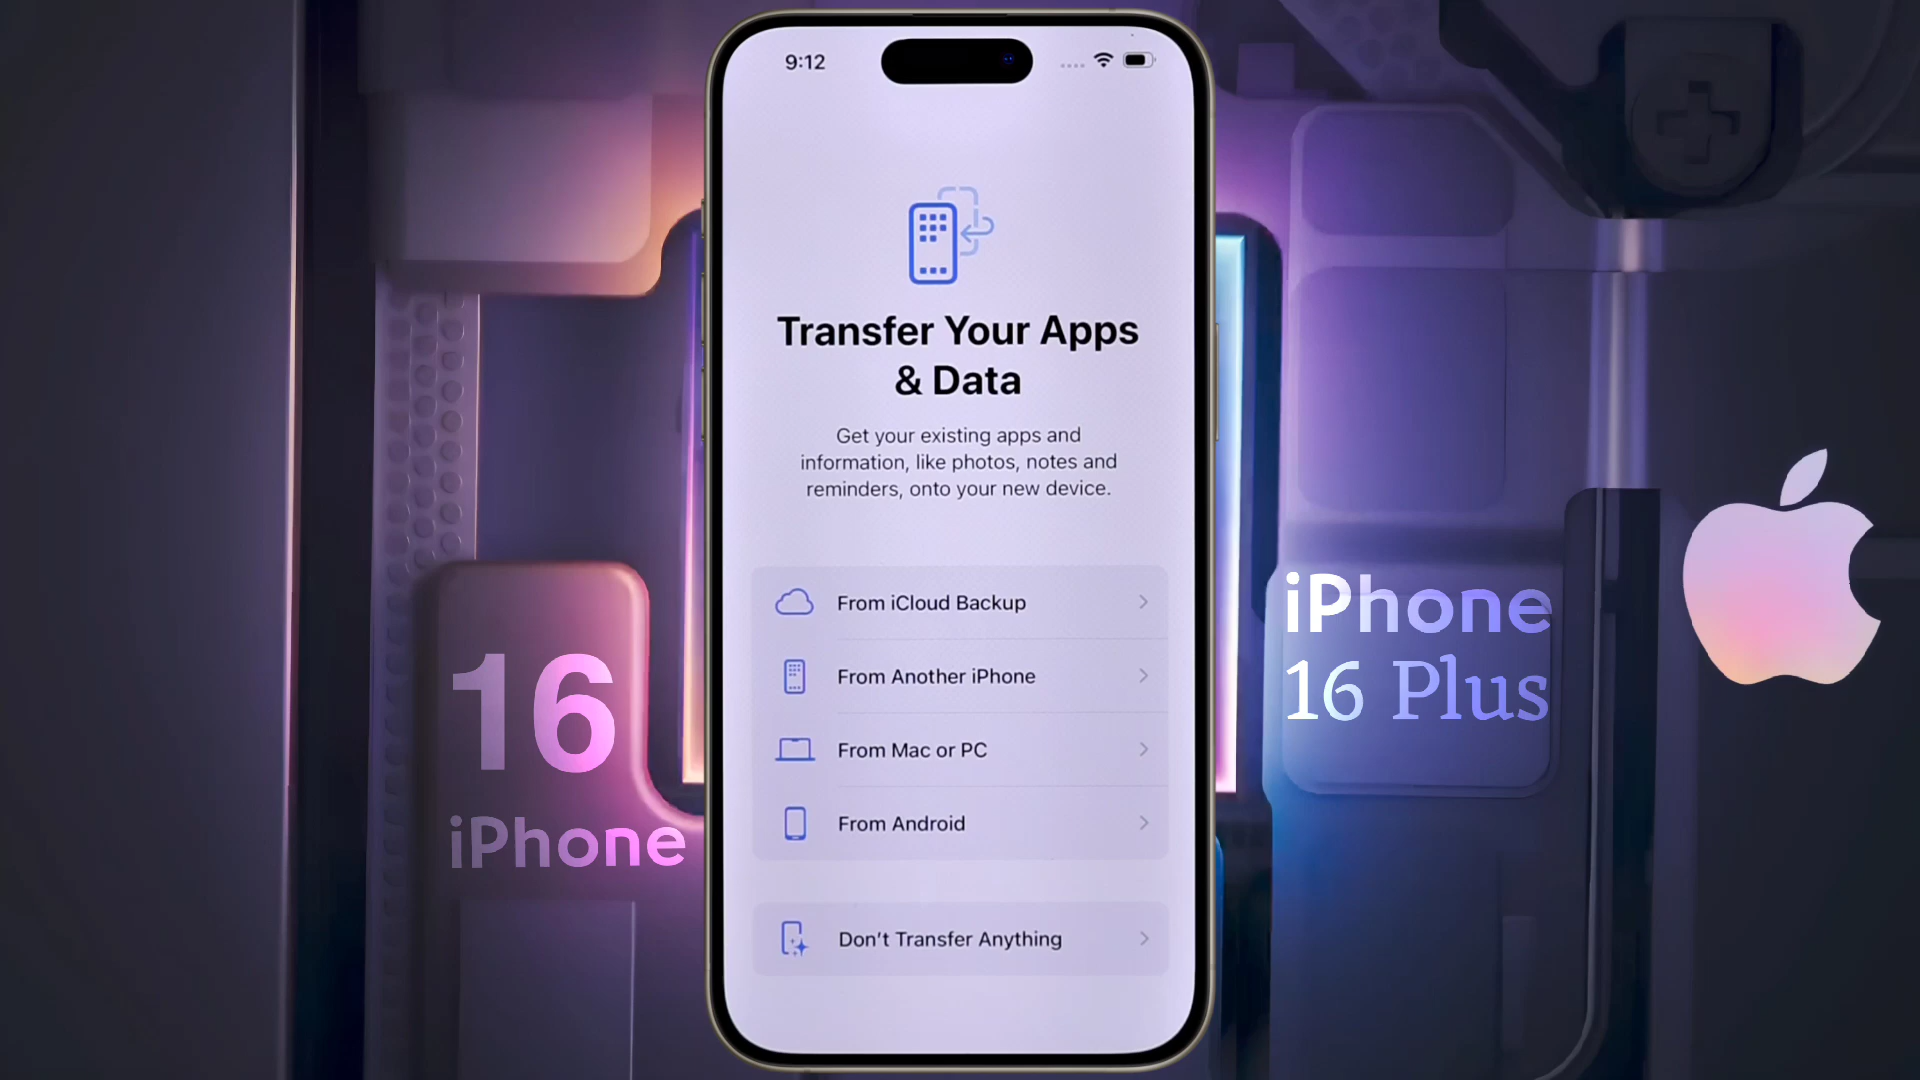 9:12
Transfer Your Apps
& Data
Get your existing apps and
information, like photos, notes and
reminders, onto your new device.
From iCloud Backup
From Another iPhone
From Mac or PC
From Android
Don't Transfer Anything
16
iPhone
iPhone
16 Plus